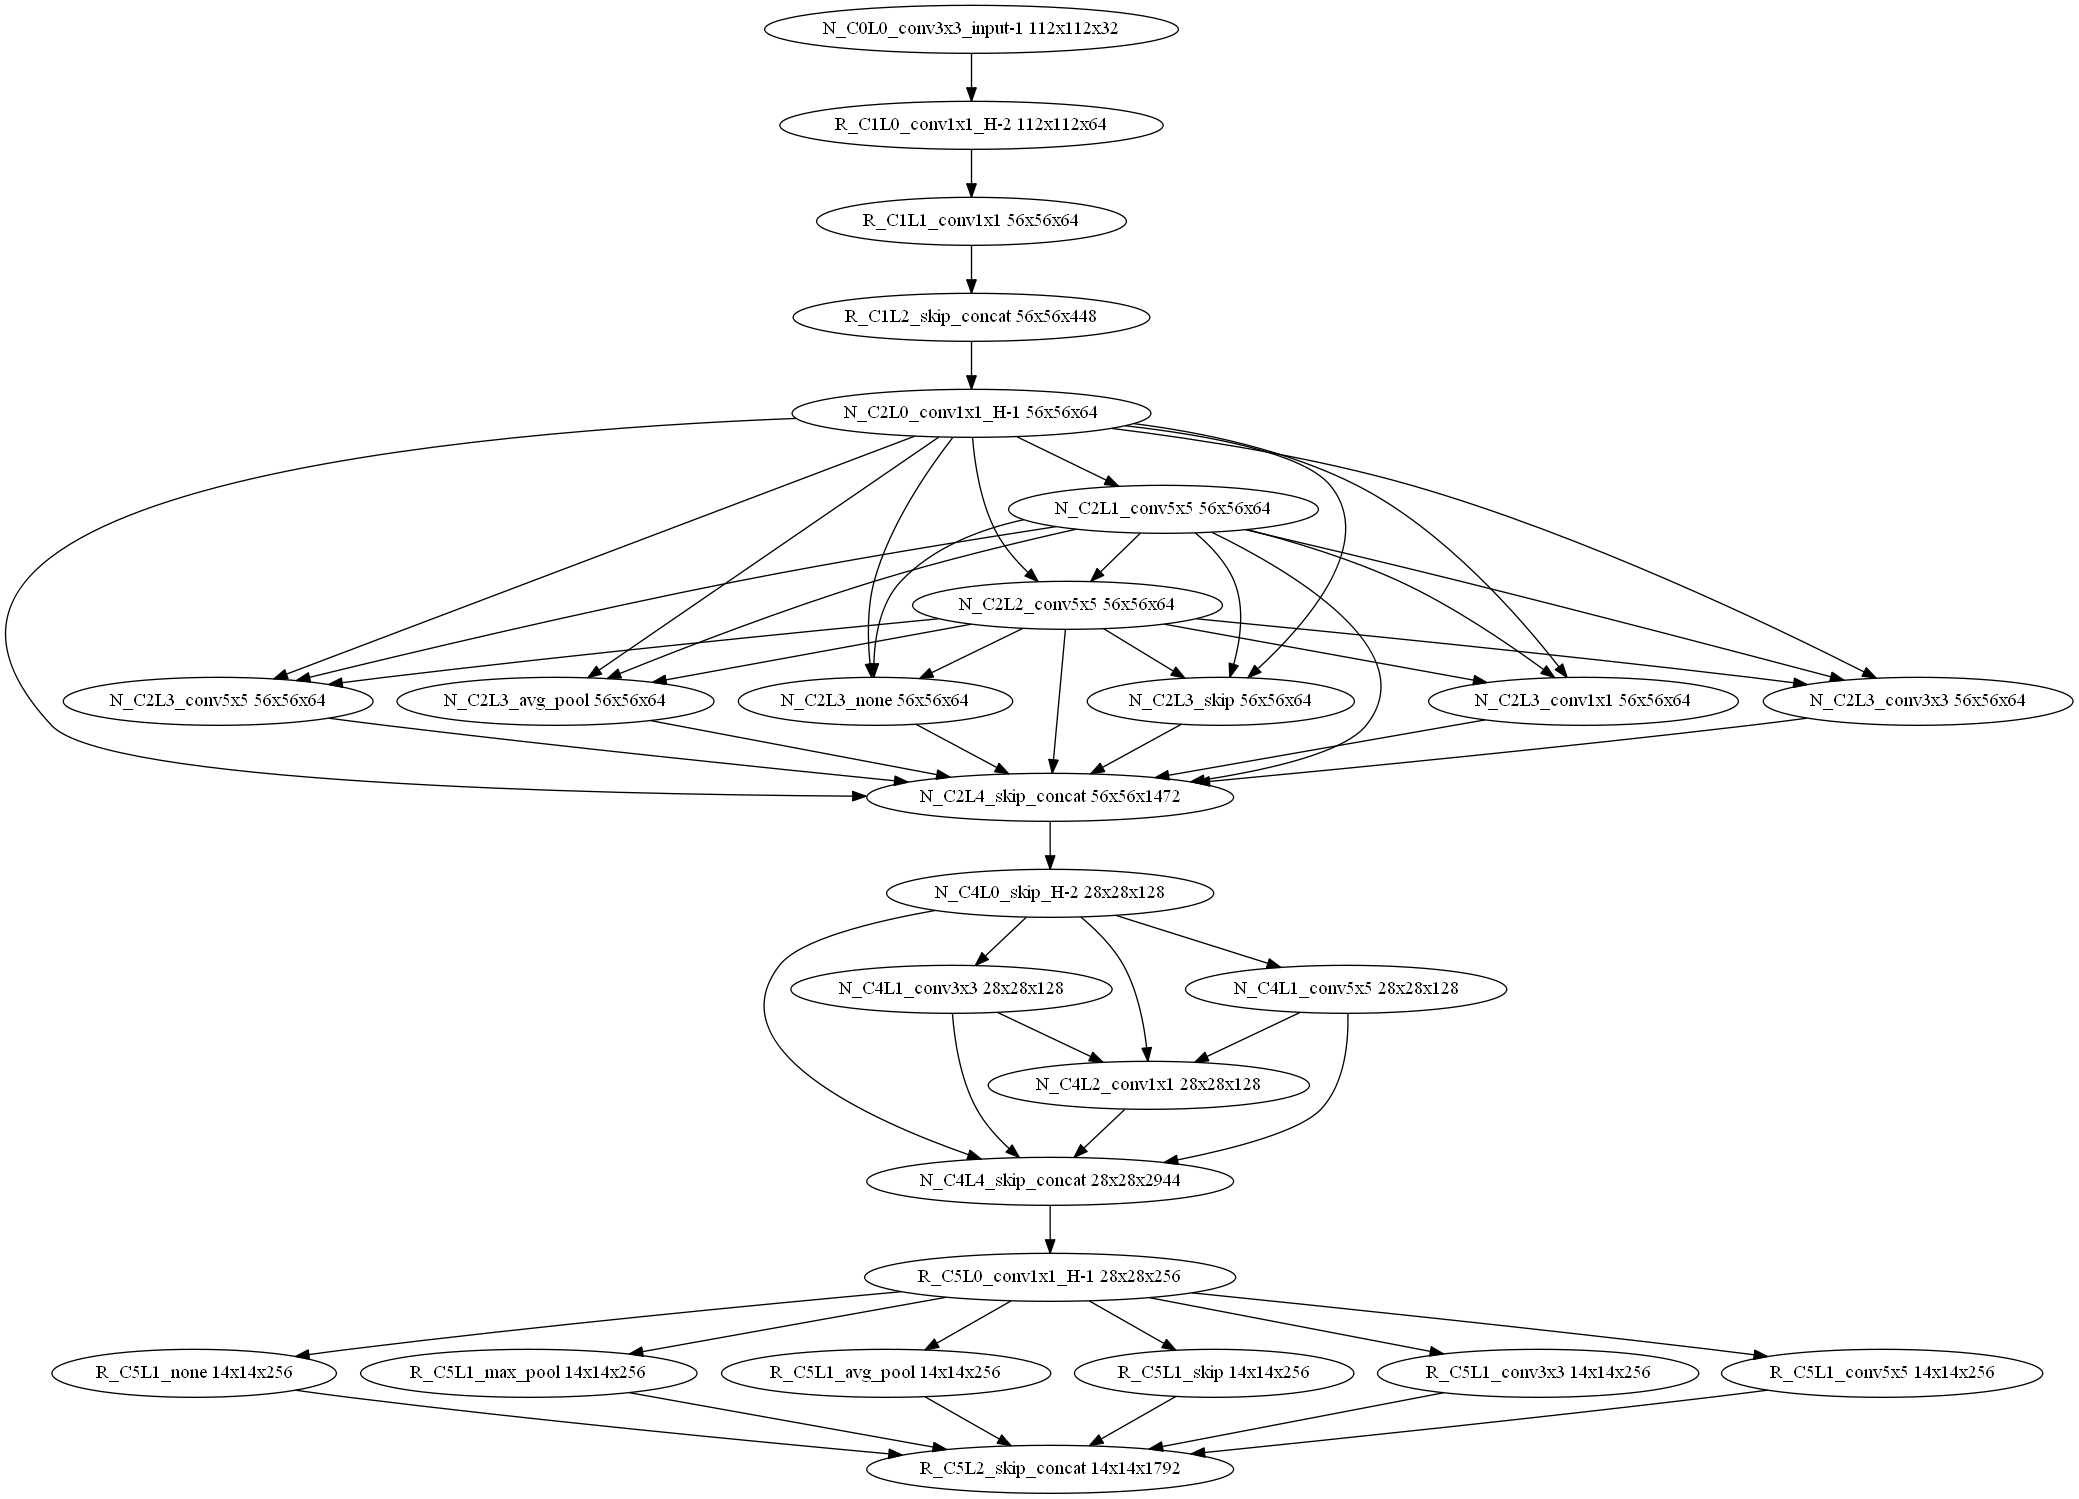 N_C0L0_conv3x3_input-1 112x112x32
R_C1L0_conv1x1_H-2 112x112x64
R_C1L1_conv1x1 56x56x64
R_C1L2_skip_concat 56x56x448
N_C2L0_conv1x1_H-1 56x56x64
N_C2L1_conv5x5 56x56x64
N_C2L2_conv5x5 56x56x64
N_C2L3_conv5x5 56x56x64
N_C2L3_avg_pool 56x56x64
N_C2L3_none 56x56x64
N_C2L3_skip 56x56x64
N_C2L3_conv1x1 56x56x64
N_C2L3_conv3x3 56x56x64
N_C2L4_skip_concat 56x56x1472
N_C4L0_skip_H-2 28x28x128
N_C4L1_conv3x3 28x28x128
N_C4L1_conv5x5 28x28x128
N_C4L2_conv1x1 28x28x128
N_C4L4_skip_concat 28x28x2944
R_C5L0_conv1x1_H-1 28x28x256
R_C5L1_none 14x14x256
R_C5L1_max_pool 14x14x256
R_C5L1_avg_pool 14x14x256
R_C5L1_skip 14x14x256
R_C5L1_conv3x3 14x14x256
R_C5L1_conv5x5 14x14x256
R_C5L2_skip_concat 14x14x1792